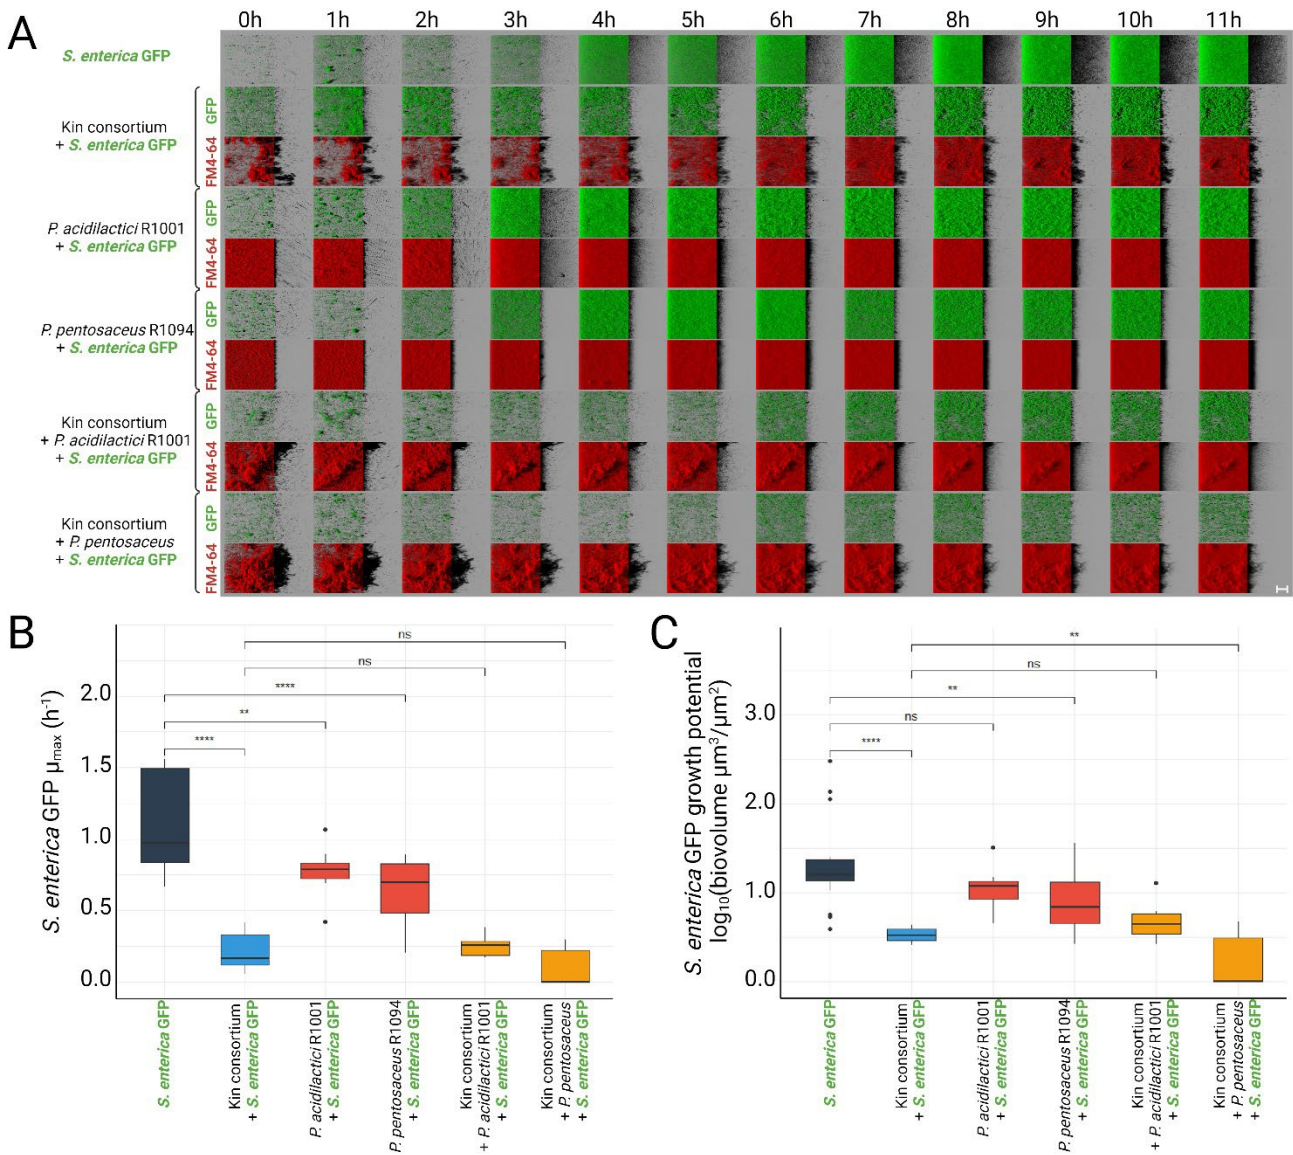 A
0h 1h 2h 3h 4h 5h 6h 7h 8h 9h 10h 11h
S. enterica GFP
Kin consortium
+ S. enterica GFP
GFP
FM4-64
P. acidilactici R1001
+ S. enterica GFP
GFP
FM4-64
P. pentosaceus R1094
+ S. enterica GFP
GFP
FM4-64
Kin consortium
+ P. acidilactici R1001
+ S. enterica GFP
GFP
FM4-64
Kin consortium
+ P. pentosaceus
+ S. enterica GFP
GFP
FM4-64
B
S. enterica GFP μmax (h-1)
2.0
1.5
1.0
0.5
0.0
ns
ns
****
**
****
S. enterica GFP
Kin consortium
+ S. enterica GFP
P. acidilactici R1001
+ S. enterica GFP
P. pentosaceus R1094
+ S. enterica GFP
Kin consortium
+ P. acidilactici R1001
+ S. enterica GFP
Kin consortium
+ P. pentosaceus
+ S. enterica GFP
C
S. enterica GFP growth potential
log10(biovolume μm3/μm2)
3.0
2.0
1.0
0.0
**
ns
**
ns
****
S. enterica GFP
Kin consortium
+ S. enterica GFP
P. acidilactici R1001
+ S. enterica GFP
P. pentosaceus R1094
+ S. enterica GFP
Kin consortium
+ P. acidilactici R1001
+ S. enterica GFP
Kin consortium
+ P. pentosaceus
+ S. enterica GFP